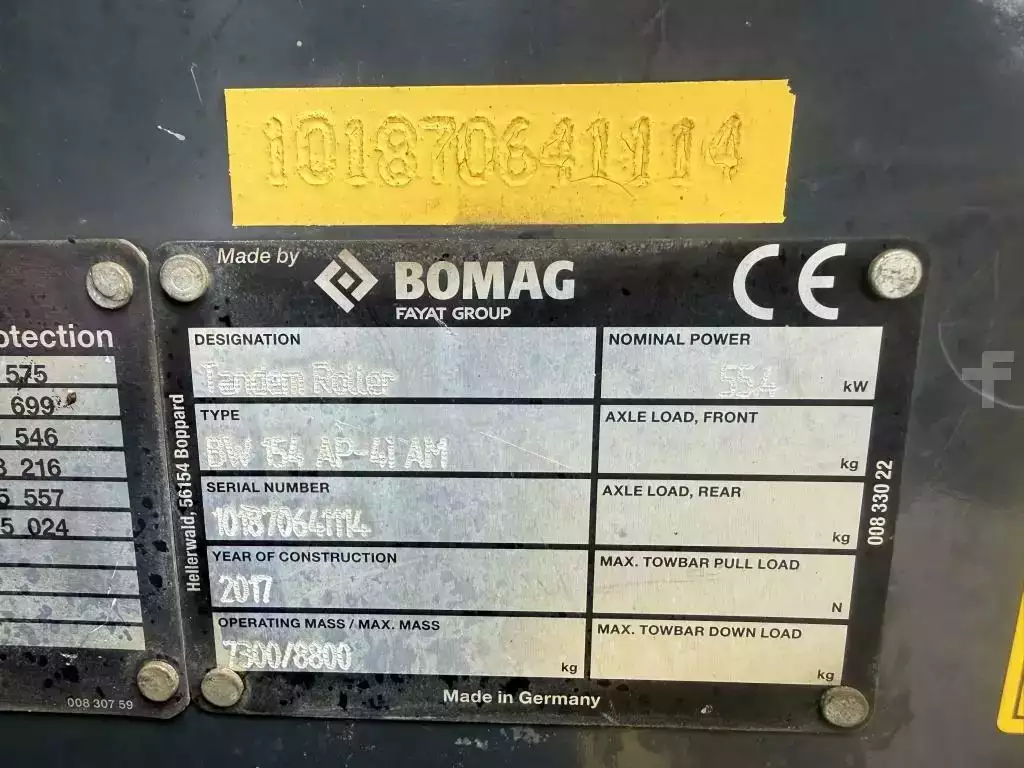 101870641114
Made by
BOMAG
FAYAT GROUP
CE
DESIGNATION
Tandem Roller
NOMINAL POWER
55.4
kW
TYPE
BW 154 AP-4i AM
AXLE LOAD, FRONT
kg
SERIAL NUMBER
101870641114
AXLE LOAD, REAR
kg
YEAR OF CONSTRUCTION
2017
MAX. TOWBAR PULL LOAD
N
OPERATING MASS / MAX. MASS
7300/8800
kg
MAX. TOWBAR DOWN LOAD
kg
Made in Germany
Hellerwald, 56154 Boppard
008 330 22
otection
575
699
546
216
557
5 024
008 307 59
f